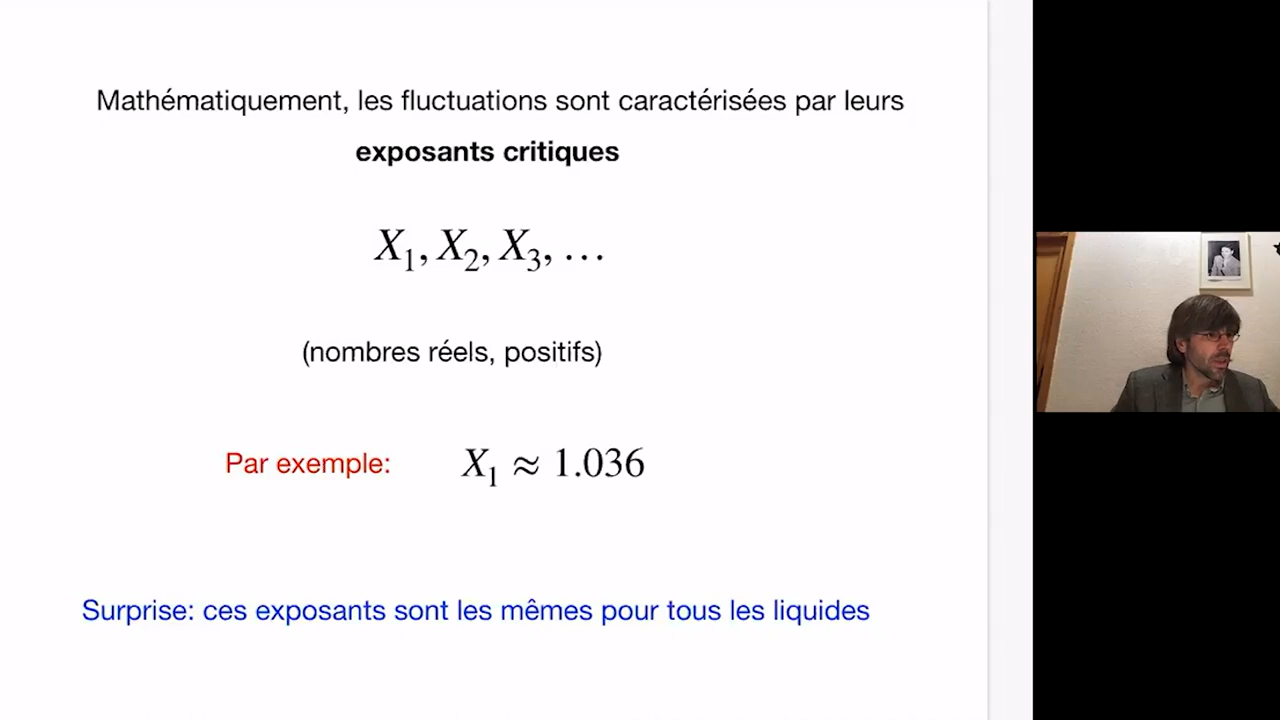 Mathématiquement, les fluctuations sont caractérisées par leurs
exposants critiques
X₁, X₂, X₃, …
(nombres réels, positifs)
Par exemple: X₁ ≈ 1.036
Surprise: ces exposants sont les mêmes pour tous les liquides